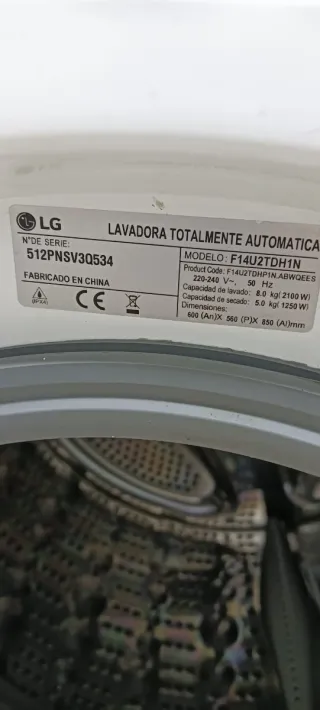 LG
LAVADORA TOTALMENTE AUTOMATICA
N°DE SERIE:
512PNSV3Q534
MODELO: F14U2TDH1N
Product Code: F14U2TDHP1N.ABWQEES
220-240 V~, 50 Hz
Capacidad de lavado: 8.0 kg(2100 W)
Capacidad de secado: 5.0 kg(1250 W)
Dimensiones:
600 (An)X 560 (P)X 850 (Al)mm
FABRICADO EN CHINA
IPX4
CE